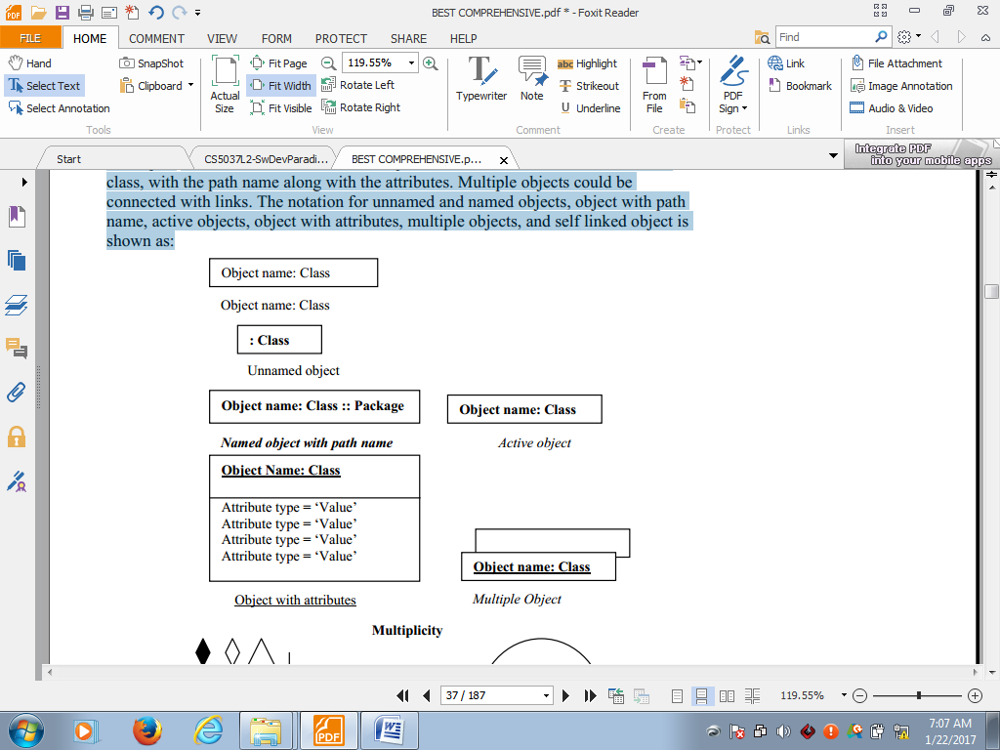 BEST COMPREHENSIVE.pdf * - Foxit Reader
FILE HOME COMMENT VIEW FORM PROTECT SHARE HELP Find
Hand SnapShot Fit Page 119.55% Highlight Link File Attachment
Select Text Clipboard Actual Size Fit Width Rotate Left Typewriter Note Strikeout From File PDF Sign Bookmark Image Annotation
Select Annotation Fit Visible Rotate Right Underline Audio & Video
Tools View Comment Create Protect Links Insert
Start CS5037L2-SwDevParadi... BEST COMPREHENSIVE.p... Integrate PDF
into your mobile apps
class, with the path name along with the attributes. Multiple objects could be
connected with links. The notation for unnamed and named objects, object with path
name, active objects, object with attributes, multiple objects, and self linked object is
shown as:
Object name: Class
Object name: Class
: Class
Unnamed object
Object name: Class :: Package Object name: Class
Named object with path name Active object
Object Name: Class
Attribute type = ‘Value’
Attribute type = ‘Value’
Attribute type = ‘Value’
Attribute type = ‘Value’
Object name: Class
Object with attributes Multiple Object
Multiplicity
37 / 187 119.55%
7:07 AM
1/22/2017